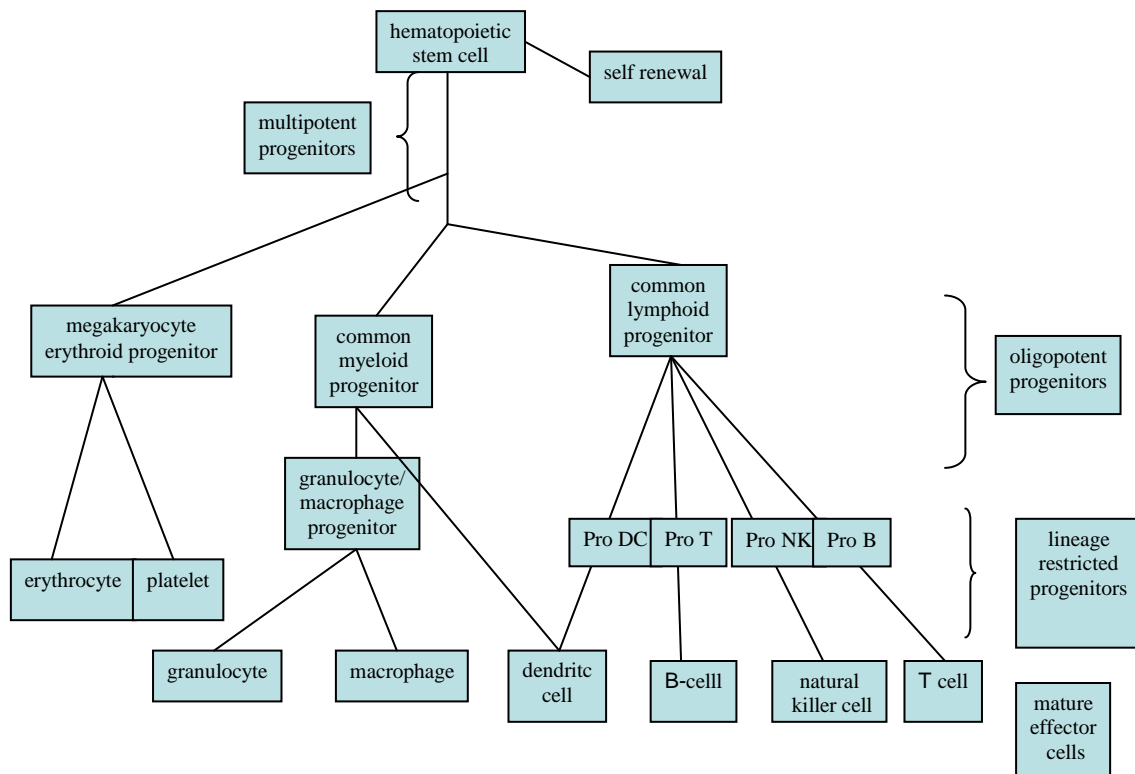 hematopoietic
stem cell
self renewal
multipotent
progenitors
common
lymphoid
progenitor
megakaryocyte
erythroid progenitor
common
myeloid
progenitor
oligopotent
progenitors
granulocyte/
macrophage
progenitor
Pro DC
Pro T
Pro NK
Pro B
lineage
restricted
progenitors
erythrocyte
platelet
granulocyte
macrophage
dendritc
cell
B-celll
natural
killer cell
T cell
mature
effector
cells